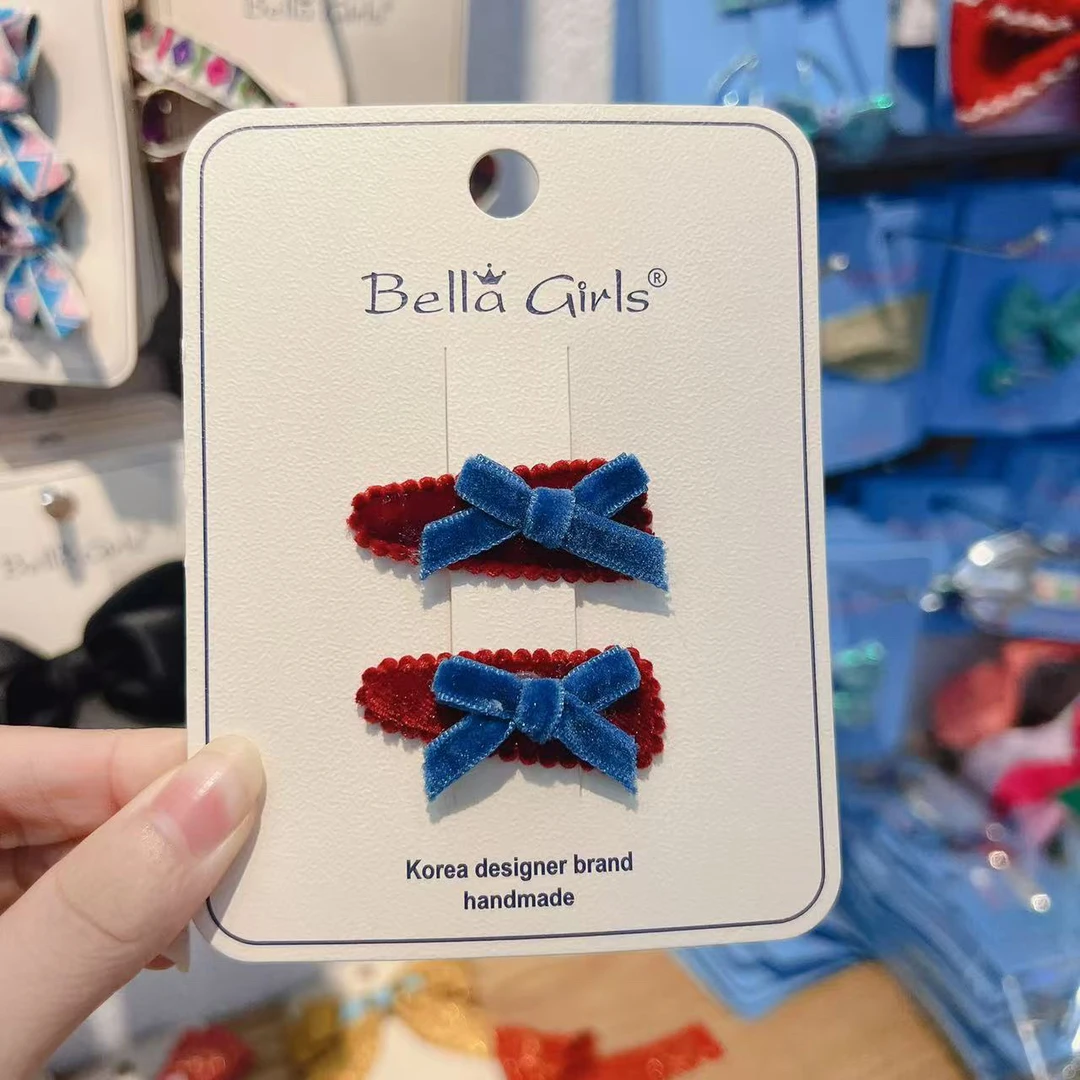 Bella Girls®
Korea designer brand
handmade